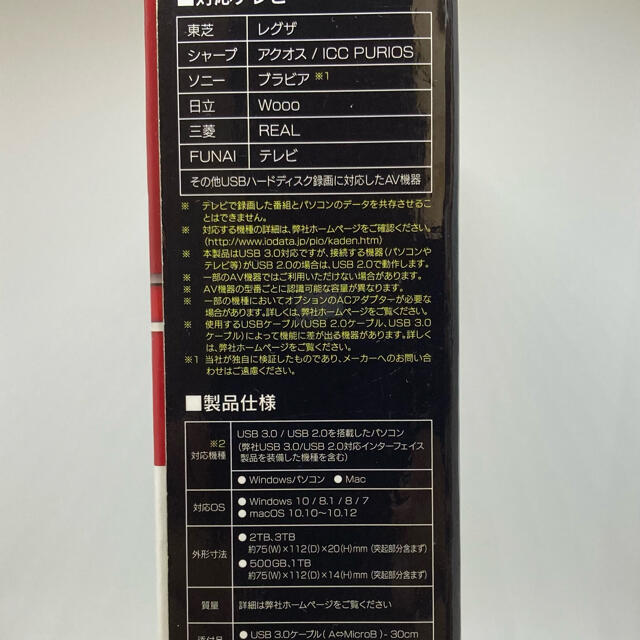 ■対応テレビ
東芝 レグザ
シャープ アクオス / ICC PURIOS
ソニー ブラビア ※1
日立 Wooo
三菱 REAL
FUNAI テレビ
その他USBハードディスク録画に対応したAV機器
※ テレビで録画した番組とパソコンのデータを共存させるこ
とはできません。
※ 対応する機種の詳細は、弊社ホームページをご確認ください。
(http://www.iodata.jp/pio/kaden.htm)
※ 本製品はUSB 3.0対応ですが、接続する機器(パソコンや
テレビ等)がUSB 2.0の場合は、USB 2.0で動作します。
※ 一部のAV機器ではご利用いただけない場合があります。
※ AV機器の型番ごとに認識可能な容量が異なります。
※ 一部の機種においてオプションのACアダプターが必要な
場合があります。詳しくは、弊社ホームページをご覧ください。
※ 使用するUSBケーブル(USB 2.0ケーブル、USB 3.0
ケーブル)によって機能に差が出る機器があります。詳しく
は、弊社ホームページをご覧ください。
※1 当社が独自に検証したものであり、メーカーへのお問い合
わせはご遠慮ください。
■製品仕様
※2
対応機種
USB 3.0 / USB 2.0を搭載したパソコン
(弊社USB 3.0/USB 2.0対応インターフェイス
製品を装備した機種を含む)
● Windowsパソコン ● Mac
対応OS
● Windows 10 / 8.1 / 8 / 7
● macOS 10.10〜10.12
外形寸法
● 2TB、3TB
約75(W)×112(D)×20(H)mm (突起部分含まず)
● 500GB、1TB
約75(W)×112(D)×14(H)mm (突起部分含まず)
質量 詳細は弊社ホームページをご覧ください
添付品 ● USB 3.0ケーブル( A⇔MicroB )- 30cm